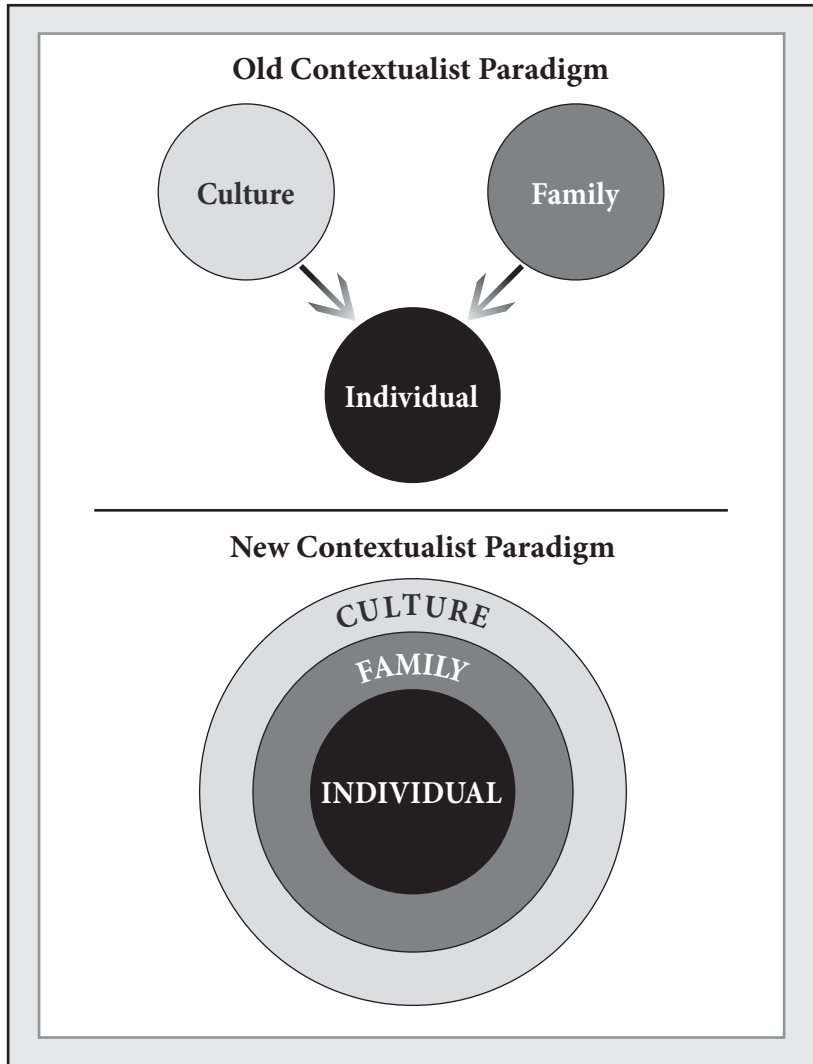 Old Contextualist Paradigm
Culture
Family
Individual
New Contextualist Paradigm
CULTURE
FAMILY
INDIVIDUAL